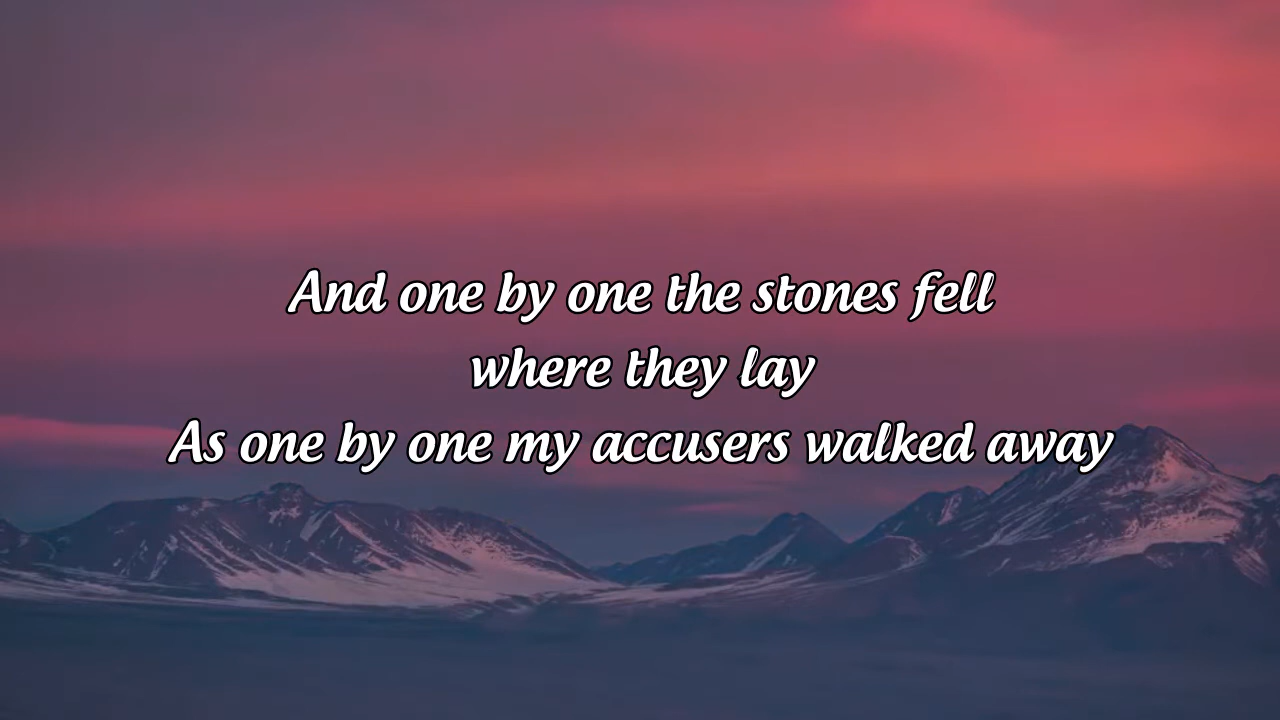 And one by one the stones fell
where they lay
As one by one my accusers walked away